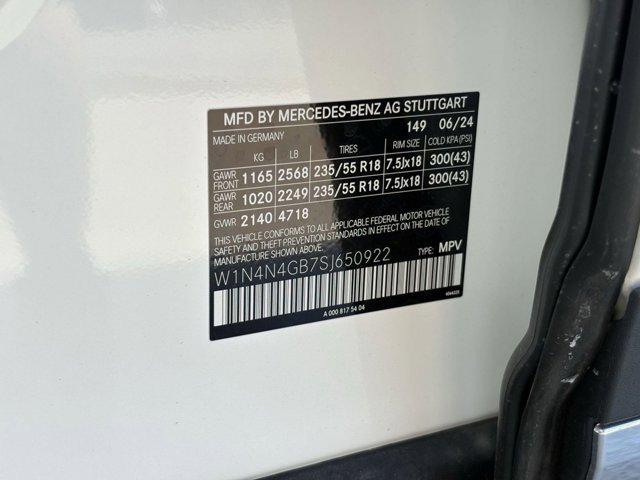 MFD BY MERCEDES-BENZ AG STUTTGART
MADE IN GERMANY 149 06/24
KG LB TIRES RIM SIZE COLD KPA (PSI)
GAWR FRONT 1165 2568 235/55 R18 7.5Jx18 300(43)
GAWR REAR 1020 2249 235/55 R18 7.5Jx18 300(43)
GVWR 2140 4718
THIS VEHICLE CONFORMS TO ALL APPLICABLE FEDERAL MOTOR VEHICLE
SAFETY AND THEFT PREVENTION STANDARDS IN EFFECT ON THE DATE OF
MANUFACTURE SHOWN ABOVE.
W1N4N4GB7SJ650922 TYPE: MPV
A 000 817 54 04